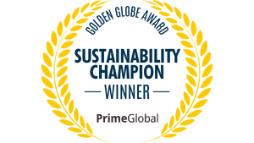 GOLDEN GLOBE AWARD
SUSTAINABILITY
CHAMPION
WINNER
PrimeGlobal